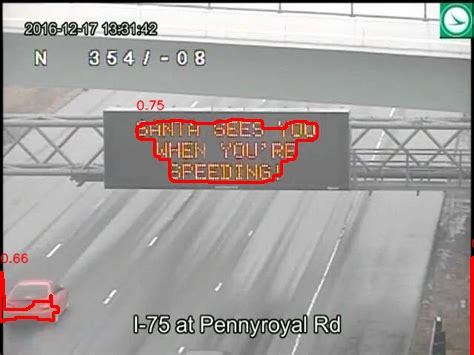 2016-12-17 13:31:42
N 354/-08
0.75
SANTA SEES YOU
WHEN YOU'RE
SPEEDING!
0.66
I-75 at Pennyroyal Rd